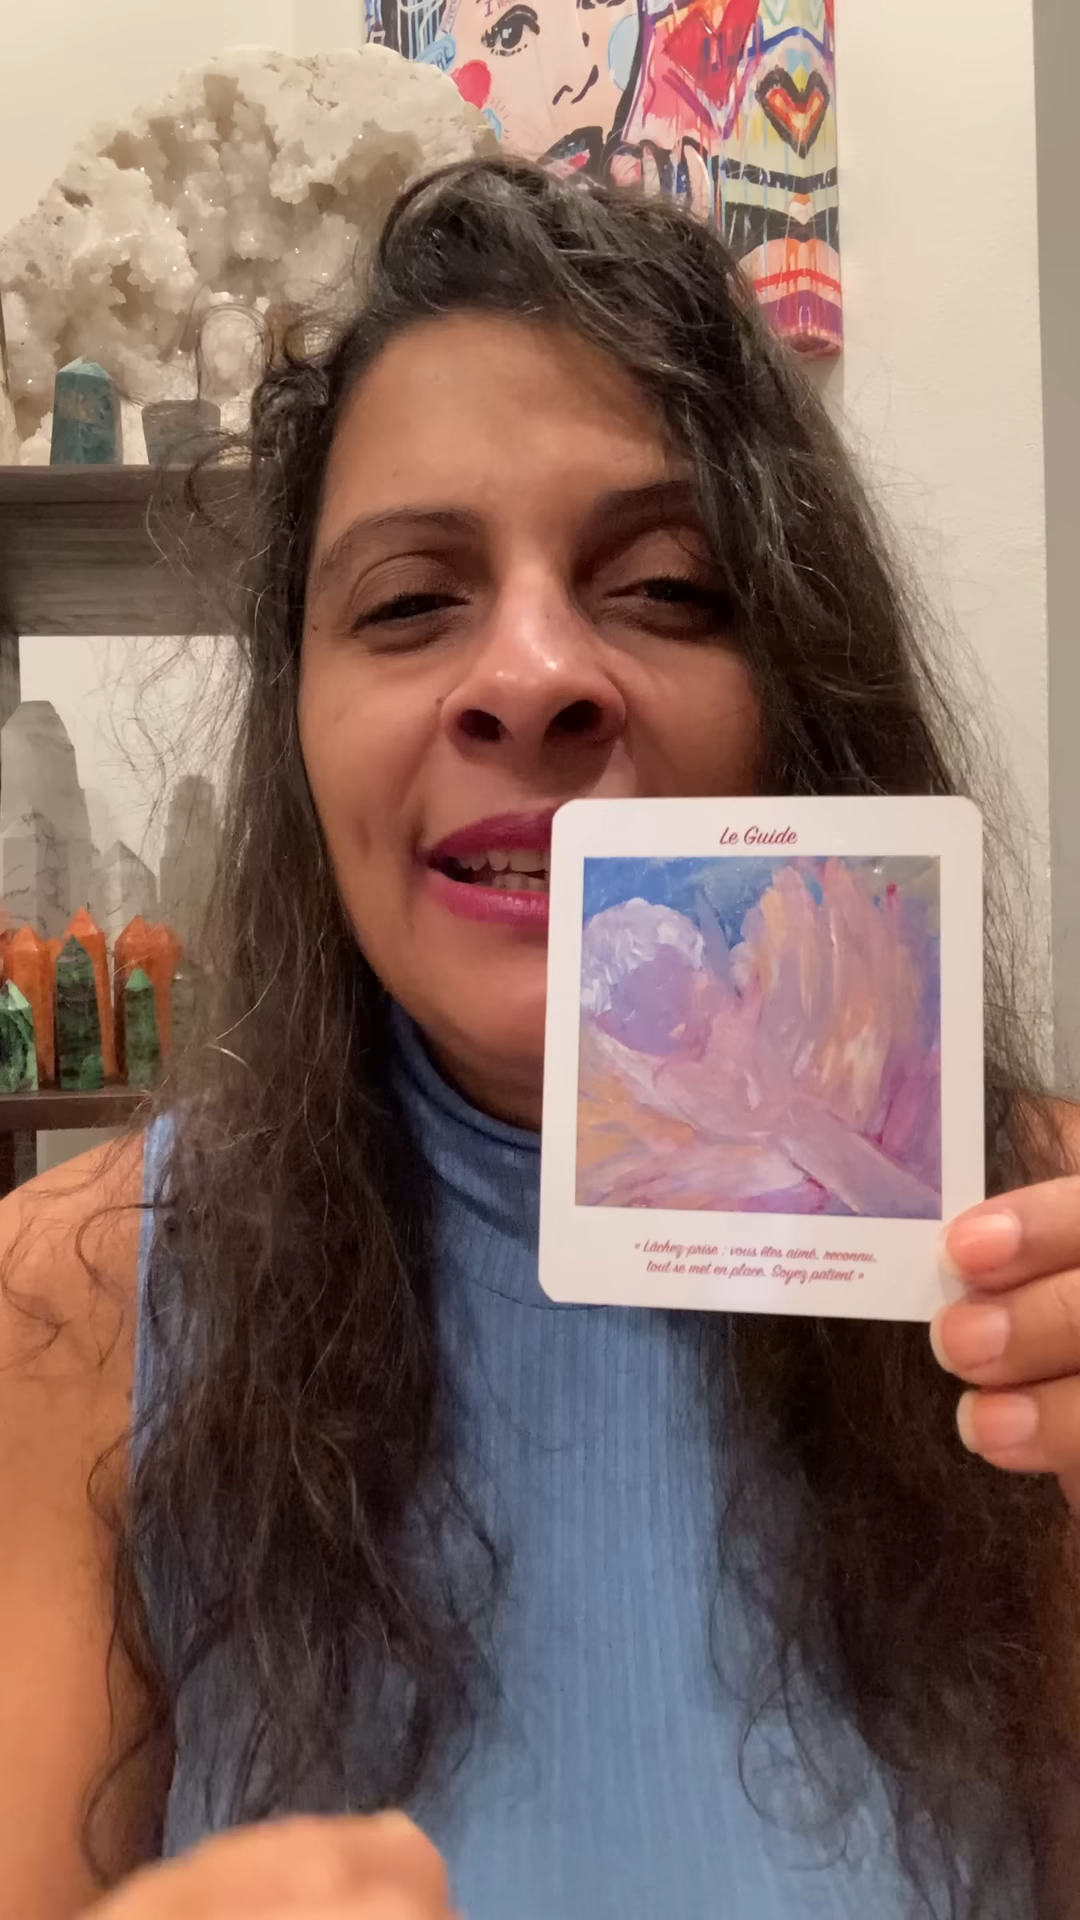 Le Guide
« Lâchez-prise : vous êtes aimé, reconnu,
tout se met en place. Soyez patient »